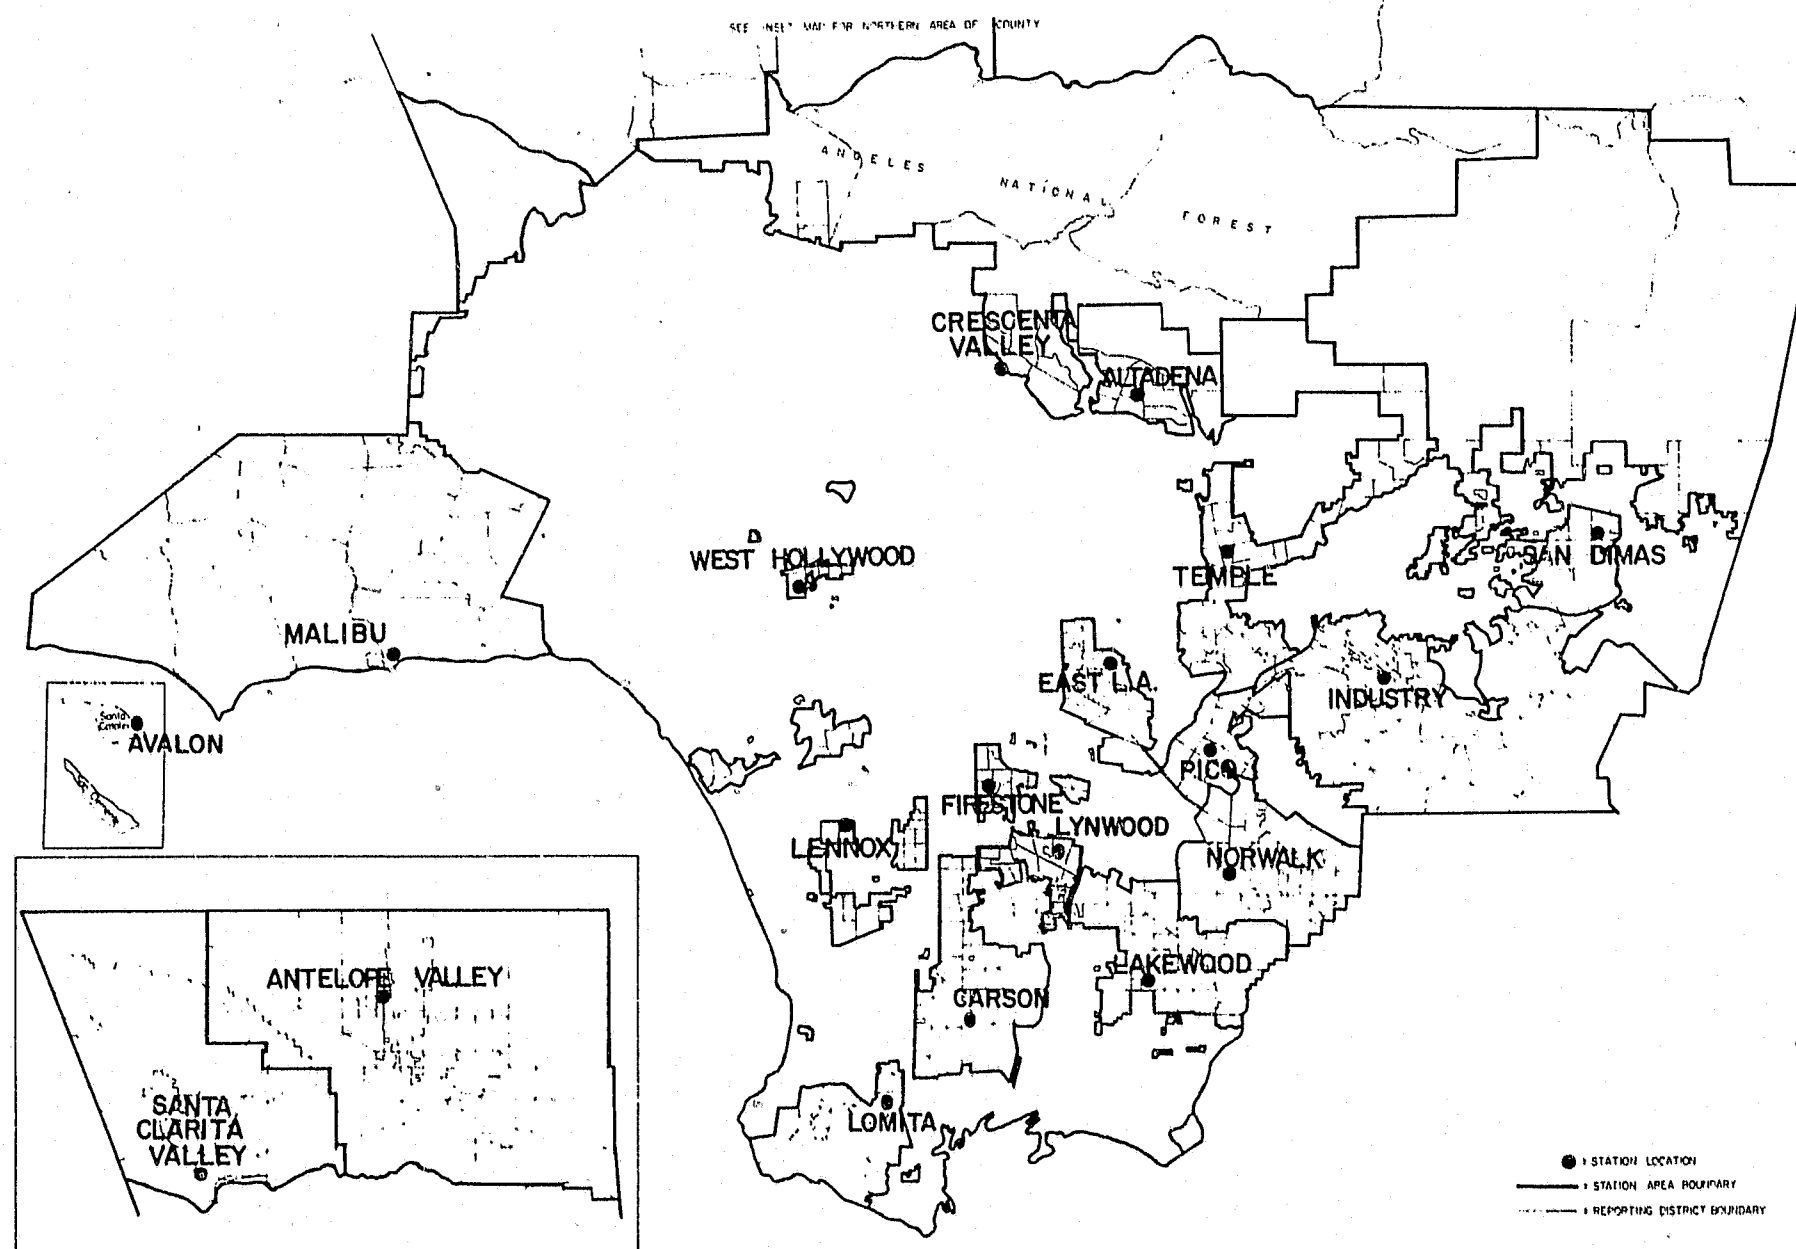 SEE INSET MAP FOR NORTHERN AREA OF COUNTY
ANGELES NATIONAL FOREST
CRESCENTA
VALLEY
ALTADENA
WEST HOLLYWOOD
TEMPLE
SAN DIMAS
MALIBU
EAST L.A.
INDUSTRY
Santa
Catalina
AVALON
PICO
FIRESTONE
LYNWOOD
LENNOX
NORWALK
ANTELOPE VALLEY
LAKEWOOD
CARSON
SANTA
CLARITA
VALLEY
LOMITA
= STATION LOCATION
= STATION AREA BOUNDARY
= REPORTING DISTRICT BOUNDARY